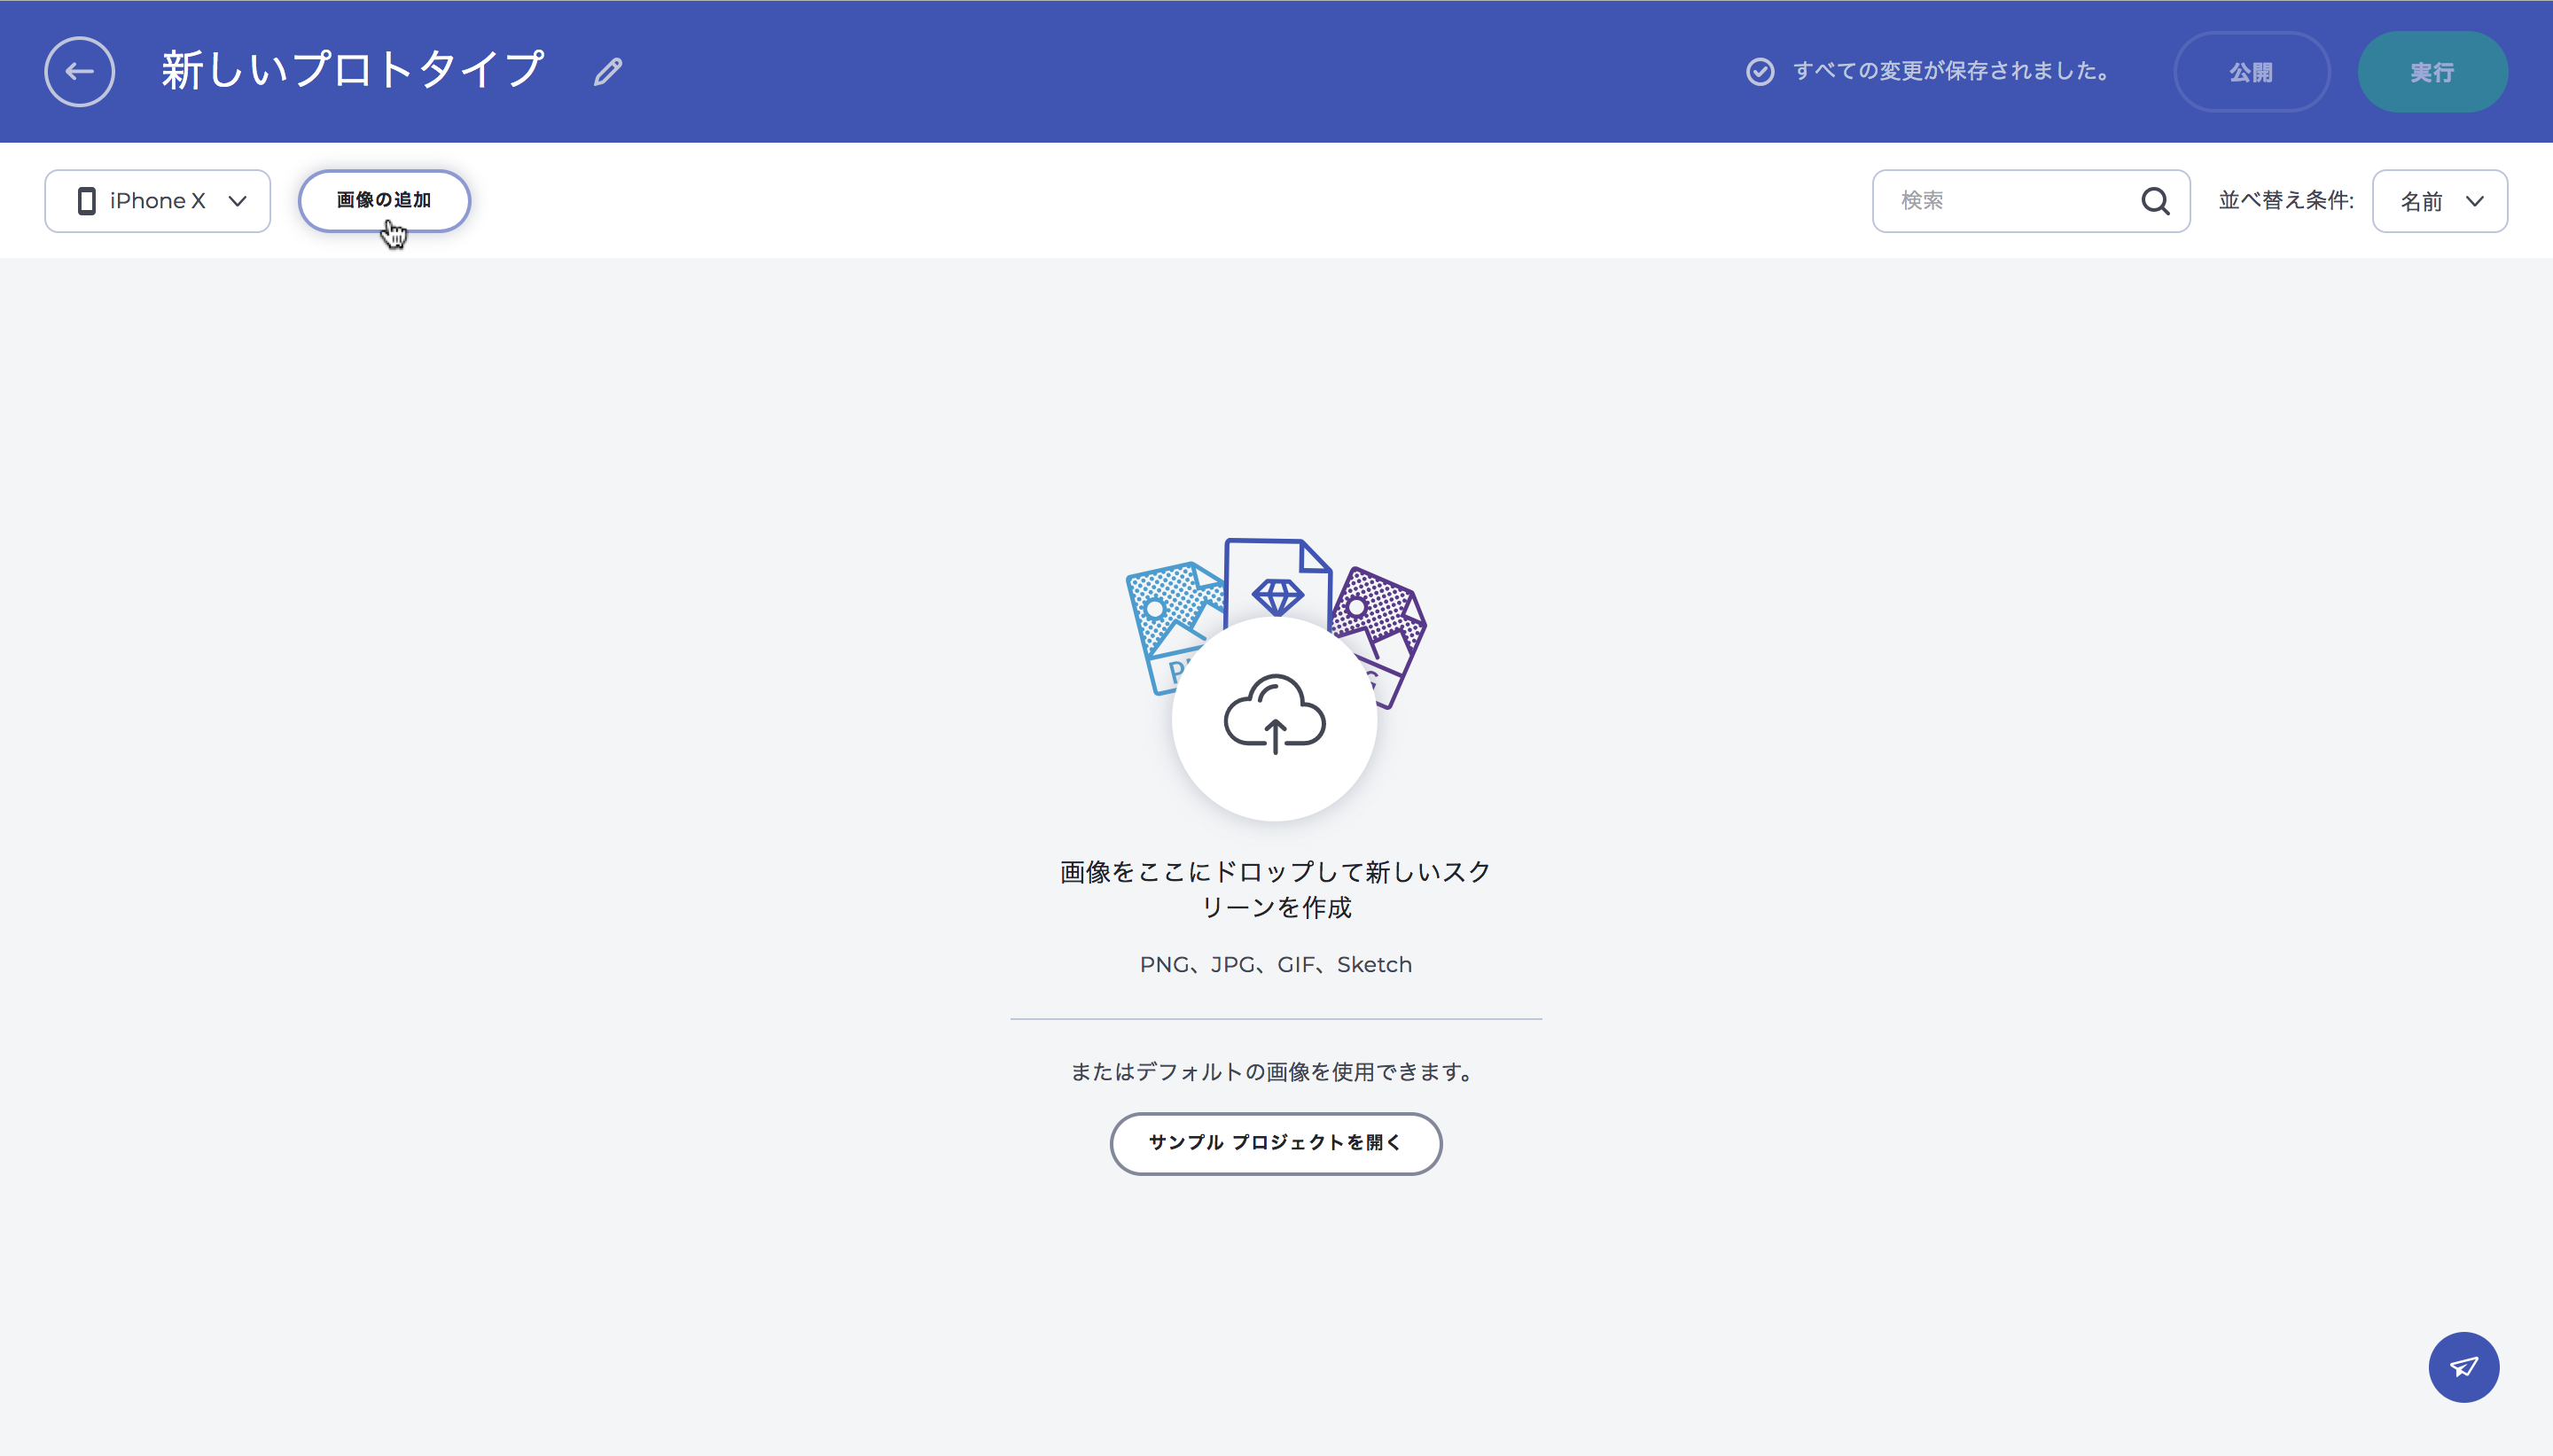 新しいプロトタイプ
すべての変更が保存されました。
公開
実行
iPhone X
画像の追加
検索
並べ替え条件:
名前
画像をここにドロップして新しいスク
リーンを作成
PNG、JPG、GIF、Sketch
またはデフォルトの画像を使用できます。
サンプル プロジェクトを開く